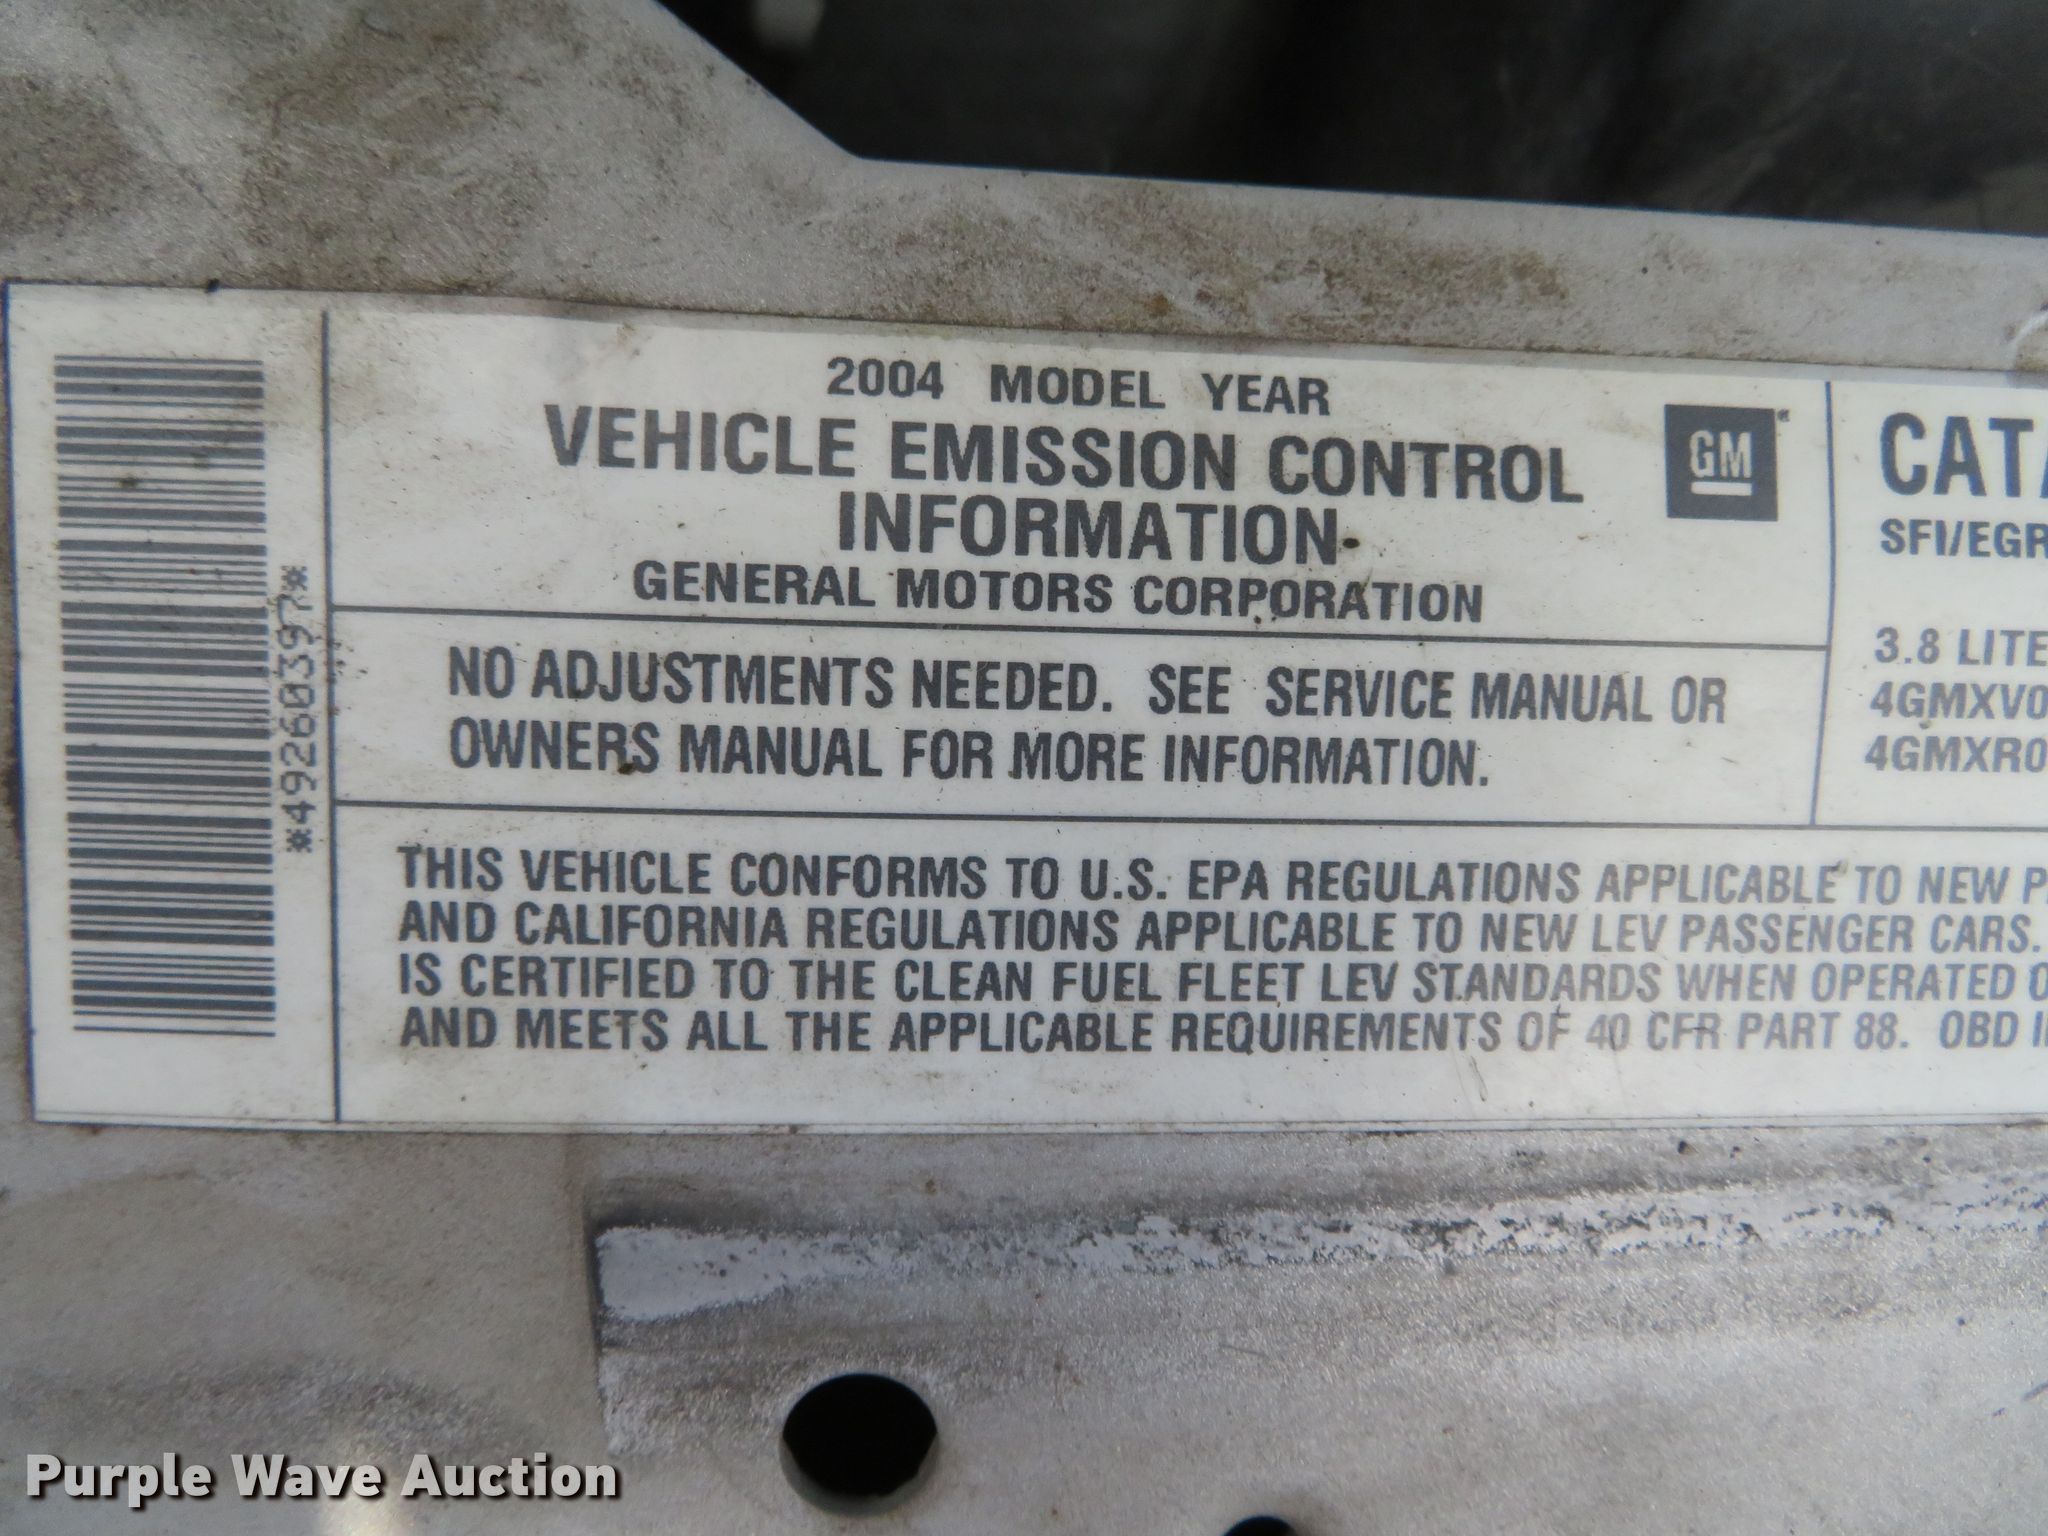 *49260397*
2004 MODEL YEAR
VEHICLE EMISSION CONTROL
INFORMATION
GENERAL MOTORS CORPORATION
GM
NO ADJUSTMENTS NEEDED. SEE SERVICE MANUAL OR
OWNERS MANUAL FOR MORE INFORMATION.
CATA
SFI/EGR
3.8 LITE
4GMXV0
4GMXR0
THIS VEHICLE CONFORMS TO U.S. EPA REGULATIONS APPLICABLE TO NEW P
AND CALIFORNIA REGULATIONS APPLICABLE TO NEW LEV PASSENGER CARS.
IS CERTIFIED TO THE CLEAN FUEL FLEET LEV STANDARDS WHEN OPERATED O
AND MEETS ALL THE APPLICABLE REQUIREMENTS OF 40 CFR PART 88. OBD I
Purple Wave Auction